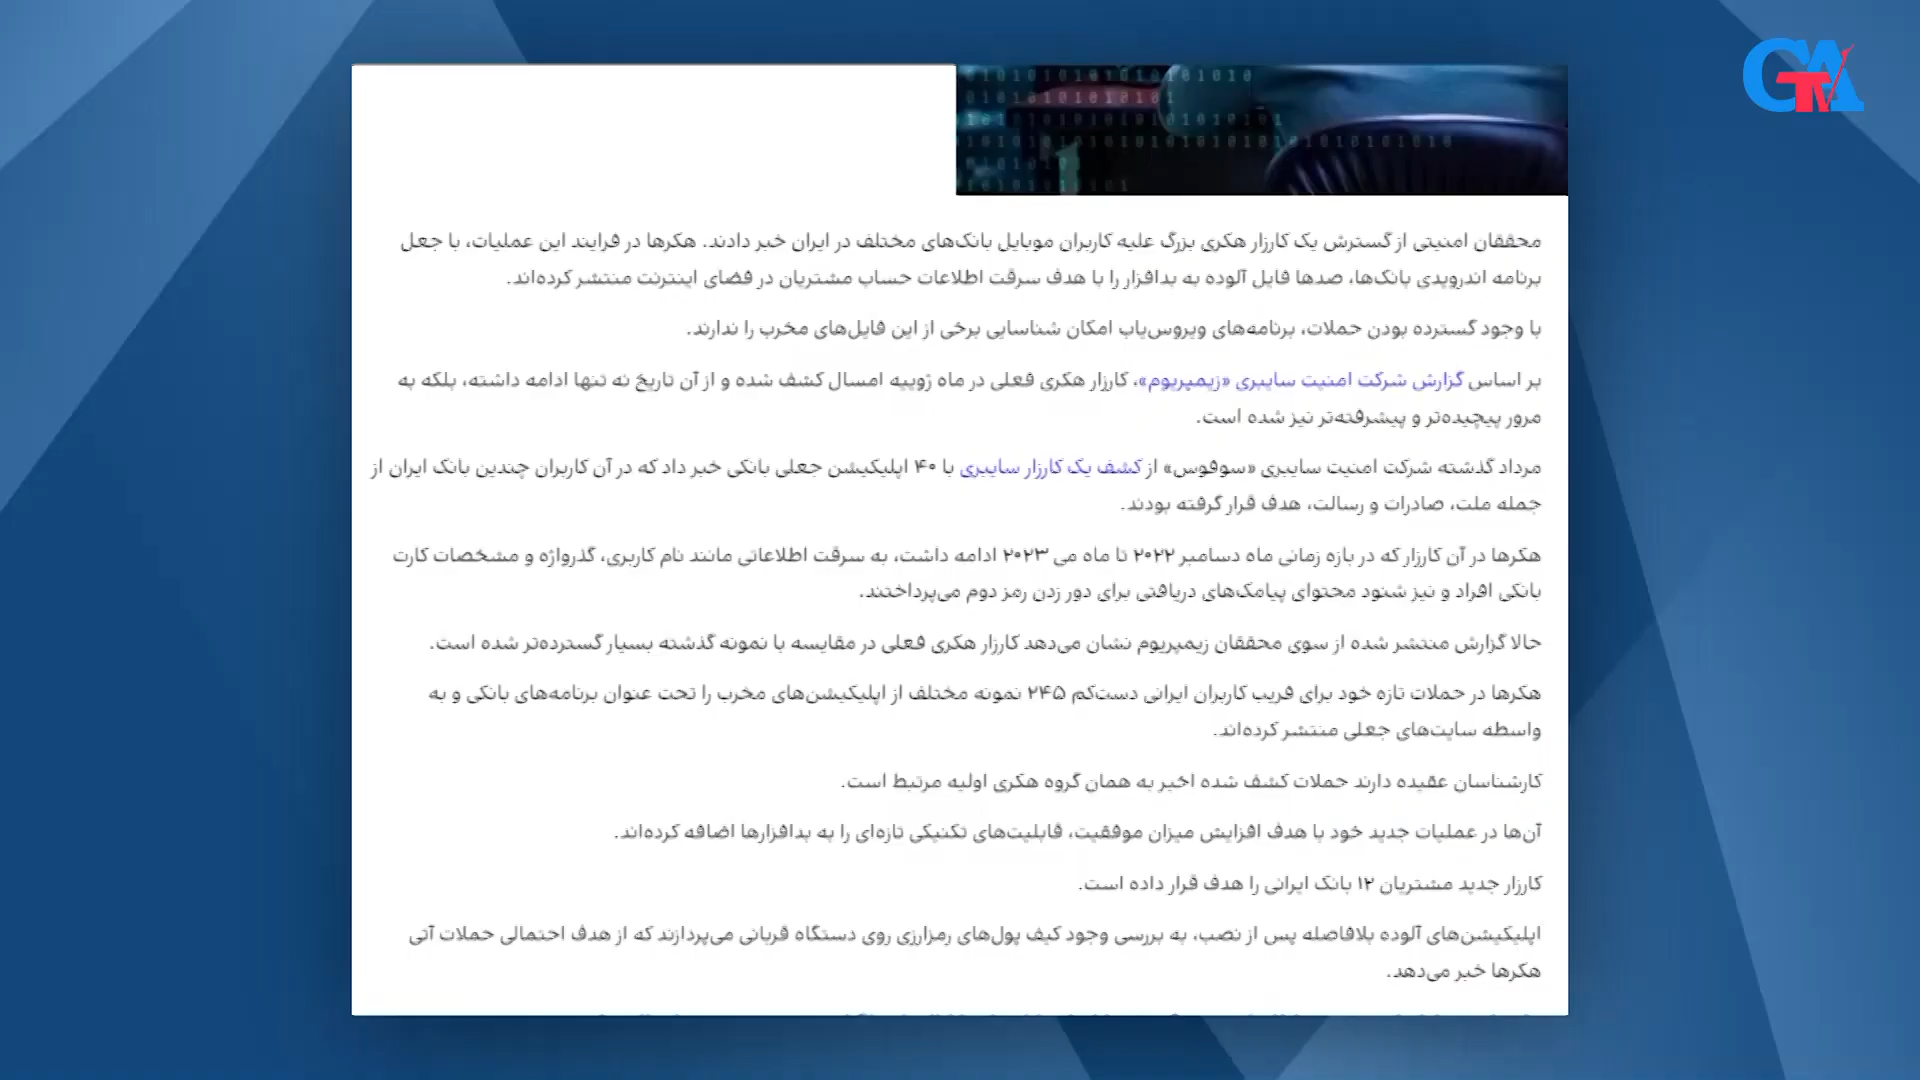 GTV
محققان امنیتی از گسترش یک کارزار هکری بزرگ علیه کاربران موبایل بانک‌های مختلف در ایران خبر دادند. هکرها در فرایند این عملیات، با جعل
برنامه اندرویدی بانک‌ها، صدها فایل آلوده به بدافزار را با هدف سرقت اطلاعات حساب مشتریان در فضای اینترنت منتشر کرده‌اند.
با وجود گسترده بودن حملات، برنامه‌های ویروس‌یاب امکان شناسایی برخی از این فایل‌های مخرب را ندارند.
بر اساس گزارش شرکت امنیت سایبری «زیمپریوم»، کارزار هکری فعلی در ماه ژوییه امسال کشف شده و از آن تاریخ نه تنها ادامه داشته، بلکه به
مرور پیچیده‌تر و پیشرفته‌تر نیز شده است.
مرداد گذشته شرکت امنیت سایبری «سوفوس» از کشف یک کارزار سایبری با ۴۰ اپلیکیشن جعلی بانکی خبر داد که در آن کاربران چندین بانک ایران از
جمله ملت، صادرات و رسالت، هدف قرار گرفته بودند.
هکرها در آن کارزار که در بازه زمانی ماه دسامبر ۲۰۲۲ تا ماه می ۲۰۲۳ ادامه داشت، به سرقت اطلاعاتی مانند نام کاربری، گذرواژه و مشخصات کارت
بانکی افراد و نیز شنود محتوای پیامک‌های دریافتی برای دور زدن رمز دوم می‌پرداختند.
حالا گزارش منتشر شده از سوی محققان زیمپریوم نشان می‌دهد کارزار هکری فعلی در مقایسه با نمونه گذشته بسیار گسترده‌تر شده است.
هکرها در حملات تازه خود برای فریب کاربران ایرانی دست‌کم ۲۴۵ نمونه مختلف از اپلیکیشن‌های مخرب را تحت عنوان برنامه‌های بانکی و به
واسطه سایت‌های جعلی منتشر کرده‌اند.
کارشناسان عقیده دارند حملات کشف شده اخیر به همان گروه هکری اولیه مرتبط است.
آن‌ها در عملیات جدید خود با هدف افزایش میزان موفقیت، قابلیت‌های تکنیکی تازه‌ای را به بدافزارها اضافه کرده‌اند.
کارزار جدید مشتریان ۱۲ بانک ایرانی را هدف قرار داده است.
اپلیکیشن‌های آلوده بلافاصله پس از نصب، به بررسی وجود کیف پول‌های رمزارزی روی دستگاه قربانی می‌پردازند که از هدف احتمالی حملات آتی
هکرها خبر می‌دهد.